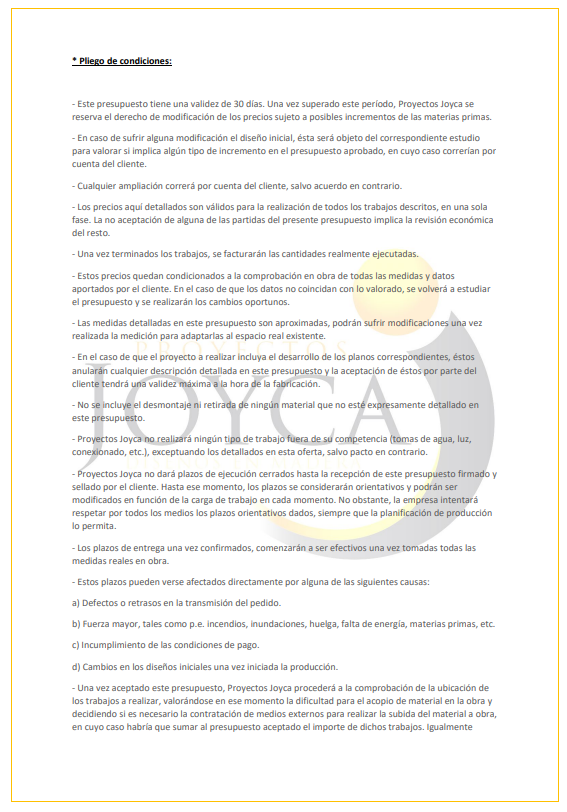 * Pliego de condiciones:
- Este presupuesto tiene una validez de 30 días. Una vez superado este período, Proyectos Joyca se
reserva el derecho de modificación de los precios sujeto a posibles incrementos de las materias primas.
- En caso de sufrir alguna modificación el diseño inicial, ésta será objeto del correspondiente estudio
para valorar si implica algún tipo de incremento en el presupuesto aprobado, en cuyo caso correrían por
cuenta del cliente.
- Cualquier ampliación correrá por cuenta del cliente, salvo acuerdo en contrario.
- Los precios aquí detallados son válidos para la realización de todos los trabajos descritos, en una sola
fase. La no aceptación de alguna de las partidas del presente presupuesto implica la revisión económica
del resto.
- Una vez terminados los trabajos, se facturarán las cantidades realmente ejecutadas.
- Estos precios quedan condicionados a la comprobación en obra de todas las medidas y datos
aportados por el cliente. En el caso de que los datos no coincidan con lo valorado, se volverá a estudiar
el presupuesto y se realizarán los cambios oportunos.
- Las medidas detalladas en este presupuesto son aproximadas, podrán sufrir modificaciones una vez
realizada la medición para adaptarlas al espacio real existente.
PROYECTOS
- En el caso de que el proyecto a realizar incluya el desarrollo de los planos correspondientes, éstos
anularán cualquier descripción detallada en este presupuesto y la aceptación de éstos por parte del
cliente tendrá una validez máxima a la hora de la fabricación.
JOYCA
- No se incluye el desmontaje ni retirada de ningún material que no esté expresamente detallado en
este presupuesto.
- Proyectos Joyca no realizará ningún tipo de trabajo fuera de su competencia (tomas de agua, luz,
conexionado, etc.), exceptuando los detallados en esta oferta, salvo pacto en contrario.
- Proyectos Joyca no dará plazos de ejecución cerrados hasta la recepción de este presupuesto firmado y
sellado por el cliente. Hasta ese momento, los plazos se considerarán orientativos y podrán ser
modificados en función de la carga de trabajo en cada momento. No obstante, la empresa intentará
respetar por todos los medios los plazos orientativos dados, siempre que la planificación de producción
lo permita.
- Los plazos de entrega una vez confirmados, comenzarán a ser efectivos una vez tomadas todas las
medidas reales en obra.
- Estos plazos pueden verse afectados directamente por alguna de las siguientes causas:
a) Defectos o retrasos en la transmisión del pedido.
b) Fuerza mayor, tales como p.e. incendios, inundaciones, huelga, falta de energía, materias primas, etc.
c) Incumplimiento de las condiciones de pago.
d) Cambios en los diseños iniciales una vez iniciada la producción.
- Una vez aceptado este presupuesto, Proyectos Joyca procederá a la comprobación de la ubicación de
los trabajos a realizar, valorándose en ese momento la dificultad para el acopio de material en la obra y
decidiendo si es necesario la contratación de medios externos para realizar la subida del material a obra,
en cuyo caso habría que sumar al presupuesto aceptado el importe de dichos trabajos. Igualmente